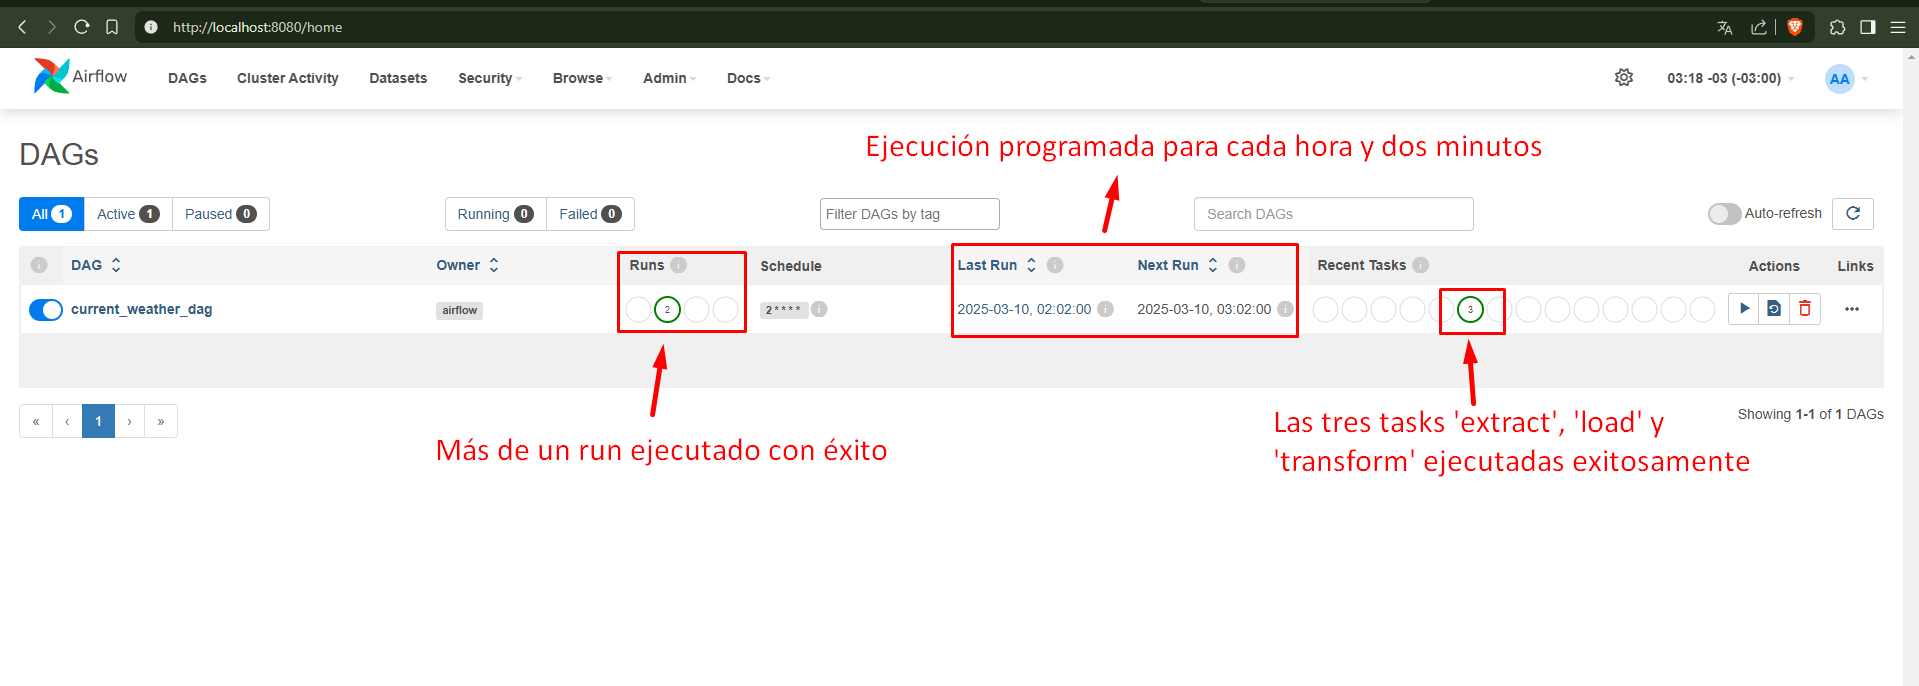 http://localhost:8080/home
Airflow
DAGs
Cluster Activity
Datasets
Security
Browse
Admin
Docs
03:18 -03 (-03:00)
AA
Ejecución programada para cada hora y dos minutos
DAGs
All 1
Active 1
Paused 0
Running 0
Failed 0
Filter DAGs by tag
Search DAGs
Auto-refresh
DAG
Owner
Runs
Schedule
Last Run
Next Run
Recent Tasks
Actions
Links
current_weather_dag
airflow
2
2 * * * *
2025-03-10, 02:02:00
2025-03-10, 03:02:00
3
« ‹ 1 › »
Showing 1-1 of 1 DAGs
Más de un run ejecutado con éxito
Las tres tasks 'extract', 'load' y
'transform' ejecutadas exitosamente